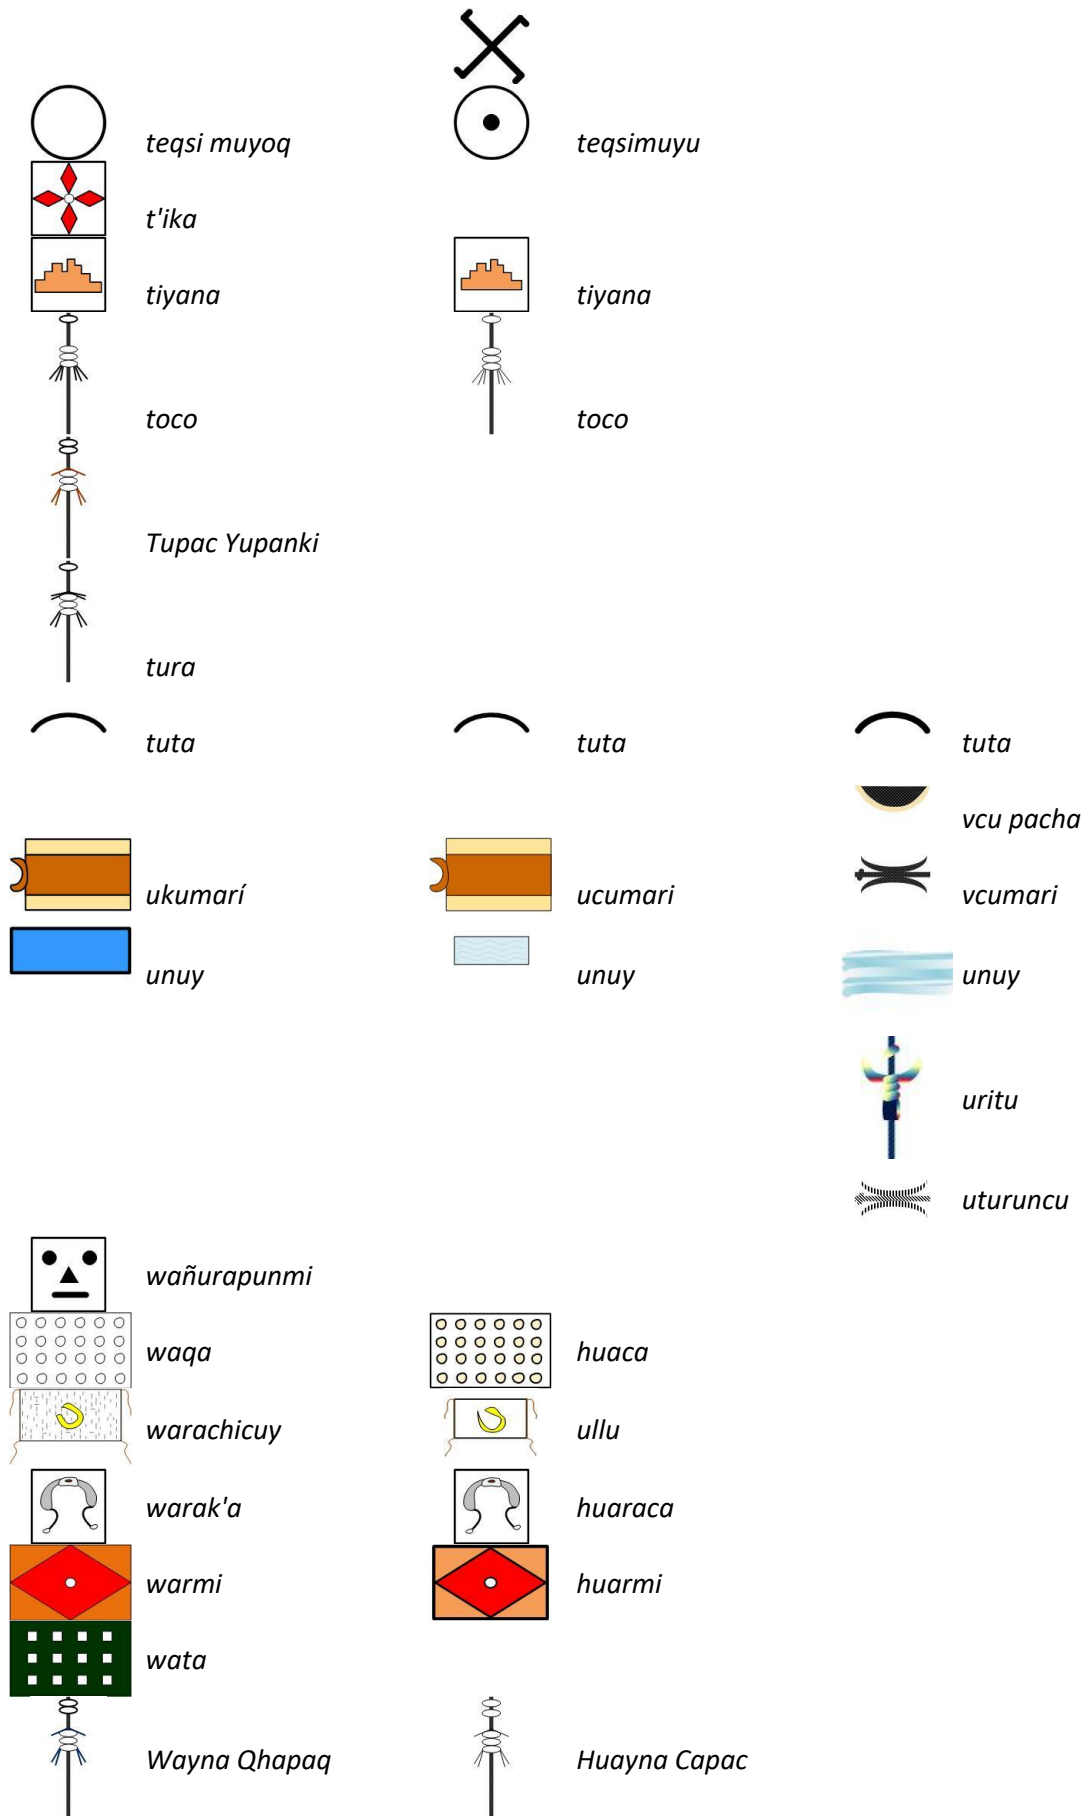 teqsi muyoq teqsimuyu
t'ika
tiyana tiyana
toco toco
Tupac Yupanki
tura
tuta tuta tuta
vcu pacha
ukumarí ucumari vcumari
unuy unuy unuy
uritu
uturuncu
wañurapunmi
waqa huaca
warachicuy ullu
warak'a huaraca
warmi huarmi
wata
Wayna Qhapaq Huayna Capac